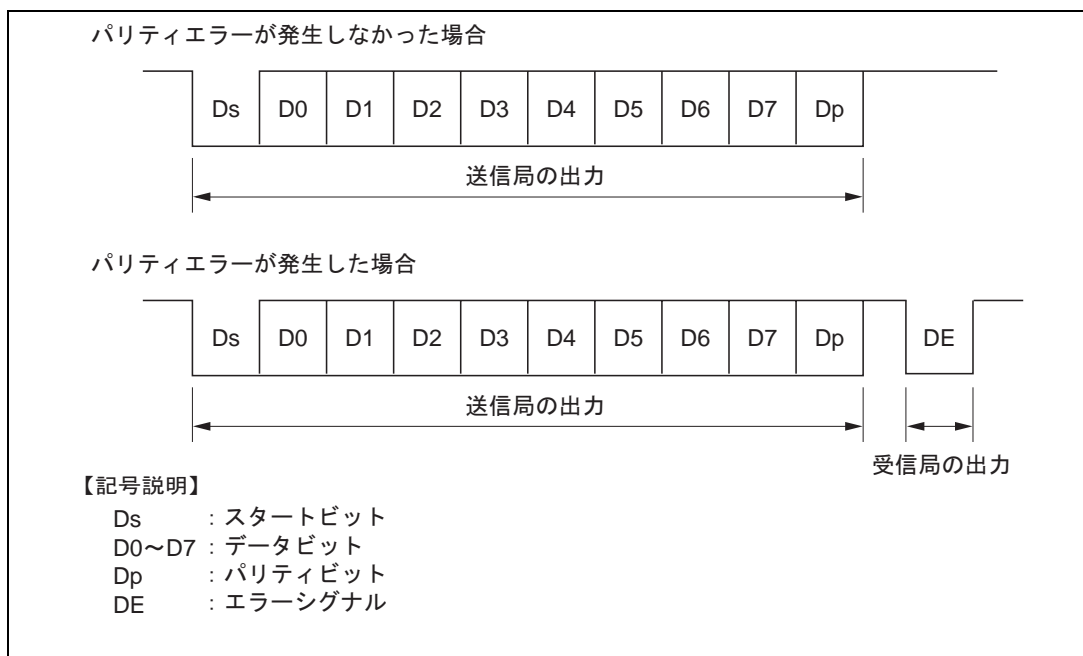 パリティエラーが発生しなかった場合
Ds D0 D1 D2 D3 D4 D5 D6 D7 Dp
送信局の出力
パリティエラーが発生した場合
Ds D0 D1 D2 D3 D4 D5 D6 D7 Dp DE
送信局の出力
受信局の出力
【記号説明】
Ds :スタートビット
D0〜D7 :データビット
Dp :パリティビット
DE :エラーシグナル